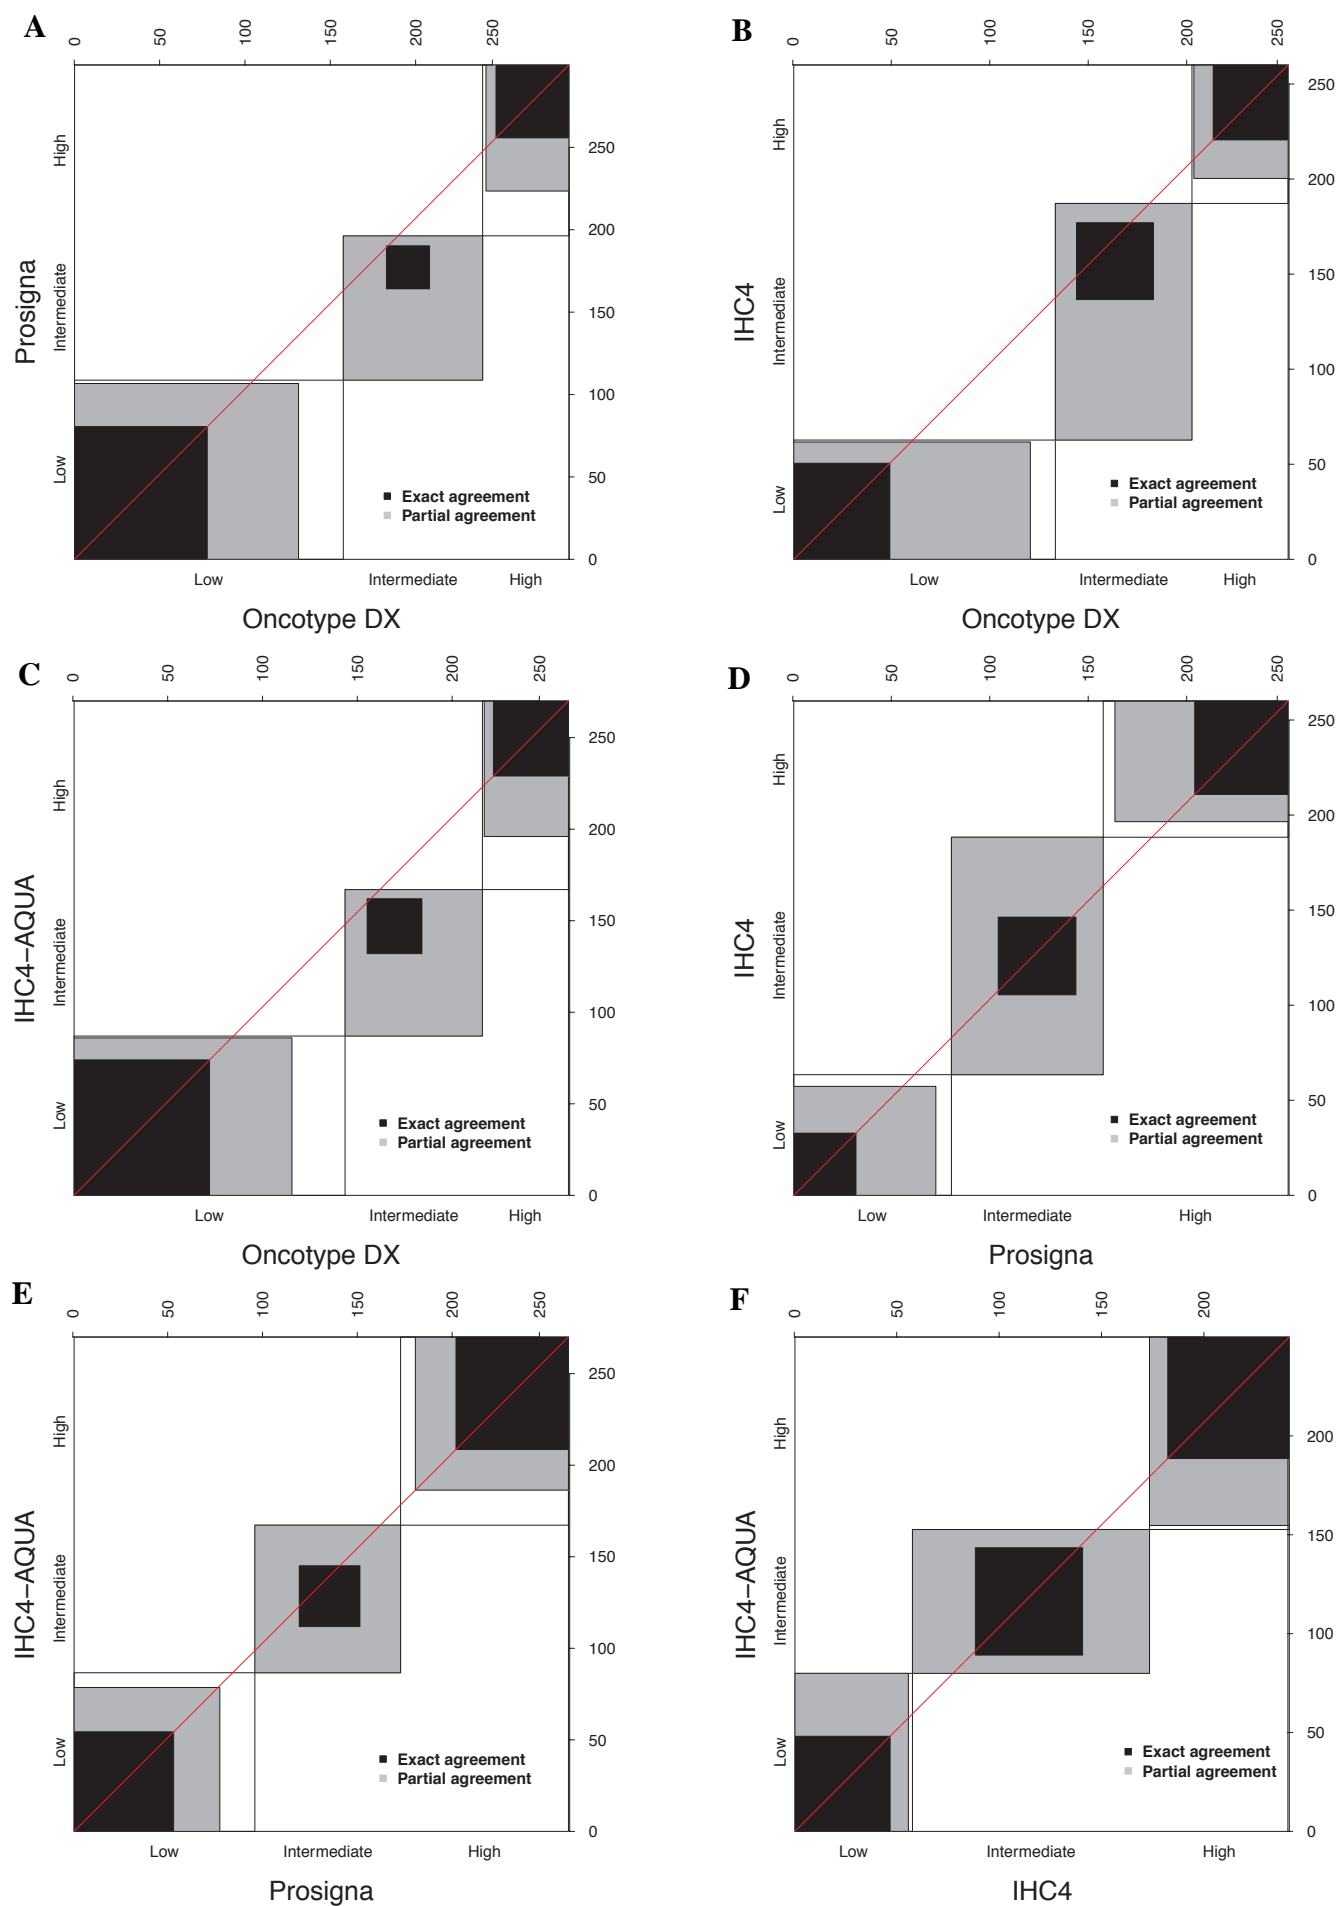 A
0 50 100 150 200 250
High
Intermediate
Low
Prosigna
250
200
150
100
50
0
Exact agreement
Partial agreement
Low Intermediate High
Oncotype DX
B
0 50 100 150 200 250
High
Intermediate
Low
IHC4
250
200
150
100
50
0
Exact agreement
Partial agreement
Low Intermediate High
Oncotype DX
C
0 50 100 150 200 250
High
Intermediate
Low
IHC4–AQUA
250
200
150
100
50
0
Exact agreement
Partial agreement
Low Intermediate High
Oncotype DX
D
0 50 100 150 200 250
High
Intermediate
Low
IHC4
250
200
150
100
50
0
Exact agreement
Partial agreement
Low Intermediate High
Prosigna
E
0 50 100 150 200 250
High
Intermediate
Low
IHC4–AQUA
250
200
150
100
50
0
Exact agreement
Partial agreement
Low Intermediate High
Prosigna
F
0 50 100 150 200
High
Intermediate
Low
IHC4–AQUA
200
150
100
50
0
Exact agreement
Partial agreement
Low Intermediate High
IHC4